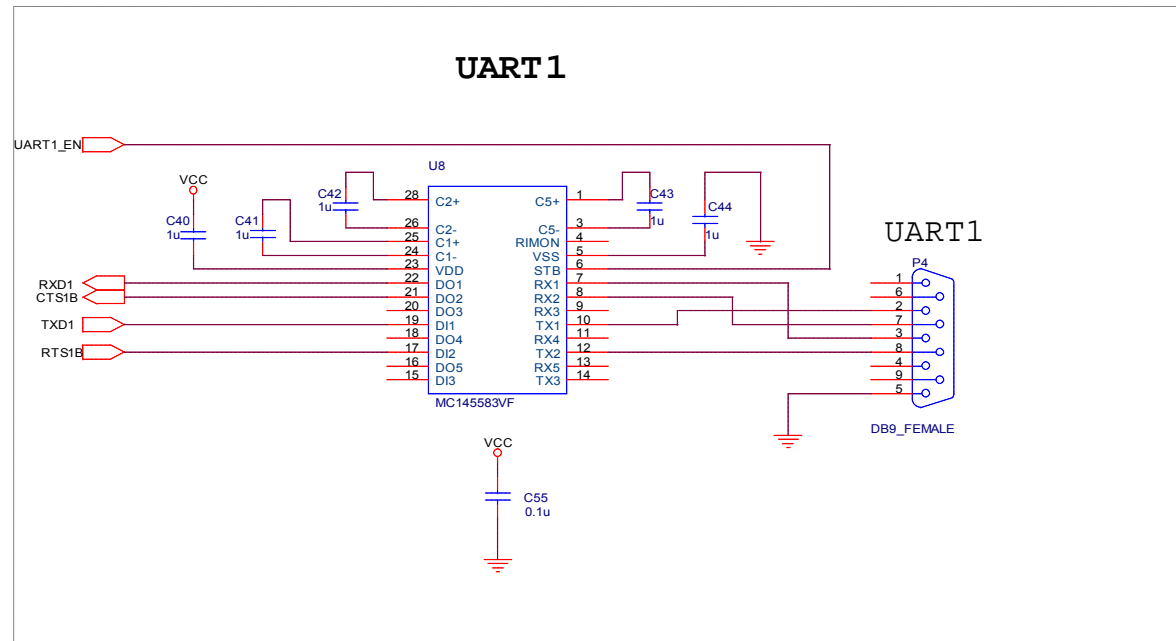 UART1
UART1_EN
U8
VCC
C42
1u
C43
1u
C40
1u
C41
1u
C44
1u
28 C2+ C5+ 1
26 C2- C5- 3
25 C1+ RIMON 4
24 C1- VSS 5
23 VDD STB 6
22 DO1 RX1 7
21 DO2 RX2 8
20 DO3 RX3 9
19 DI1 TX1 10
18 DO4 RX4 11
17 DI2 TX2 12
16 DO5 RX5 13
15 DI3 TX3 14
MC145583VF
RXD1
CTS1B
TXD1
RTS1B
UART1
P4
1
6
2
7
3
8
4
9
5
DB9_FEMALE
VCC
C55
0.1u